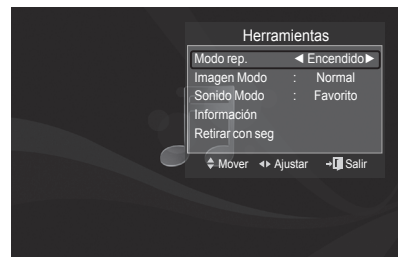 Herramientas
Modo rep. ◀ Encendido ▶
Imagen Modo : Normal
Sonido Modo : Favorito
Información
Retirar con seg
Mover Ajustar Salir